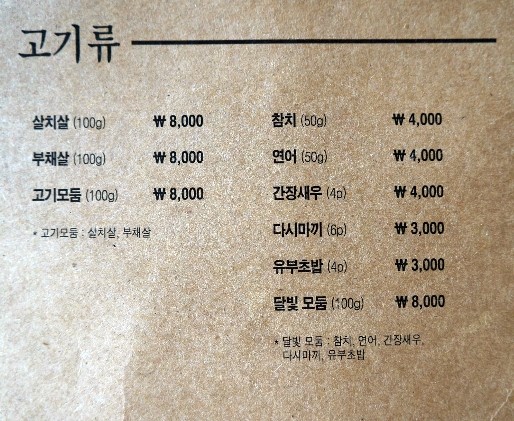 고기류
살치살 (100g) ₩ 8,000
부채살 (100g) ₩ 8,000
고기모둠 (100g) ₩ 8,000
* 고기모둠 : 살치살, 부채살
참치 (50g) ₩ 4,000
연어 (50g) ₩ 4,000
간장새우 (4p) ₩ 4,000
다시마끼 (6p) ₩ 3,000
유부초밥 (4p) ₩ 3,000
달빛 모둠 (100g) ₩ 8,000
* 달빛 모둠 : 참치, 연어, 간장새우,
다시마끼, 유부초밥